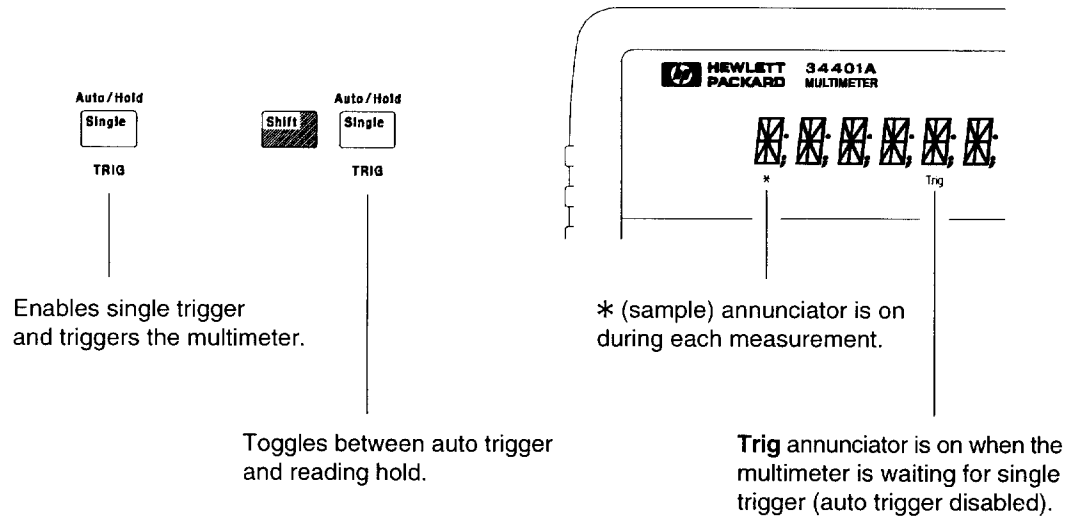 Auto/Hold
Single
TRIG
Enables single trigger
and triggers the multimeter.
Shift
Auto/Hold
Single
TRIG
Toggles between auto trigger
and reading hold.
hp HEWLETT
PACKARD
34401A
MULTIMETER
*
Trig
* (sample) annunciator is on
during each measurement.
Trig annunciator is on when the
multimeter is waiting for single
trigger (auto trigger disabled).